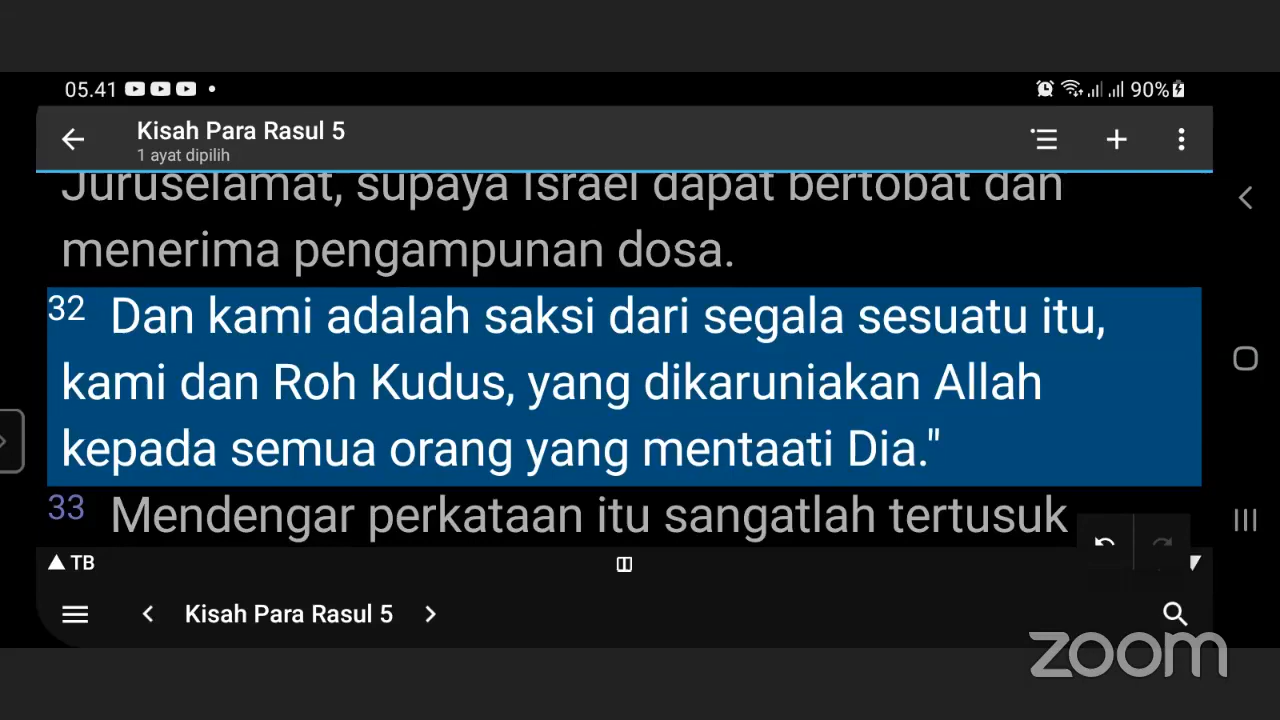 05.41
90%
Kisah Para Rasul 5
1 ayat dipilih
Juruselamat, supaya Israel dapat bertobat dan
menerima pengampunan dosa.
32 Dan kami adalah saksi dari segala sesuatu itu,
kami dan Roh Kudus, yang dikaruniakan Allah
kepada semua orang yang mentaati Dia."
33 Mendengar perkataan itu sangatlah tertusuk
TB
Kisah Para Rasul 5
zoom